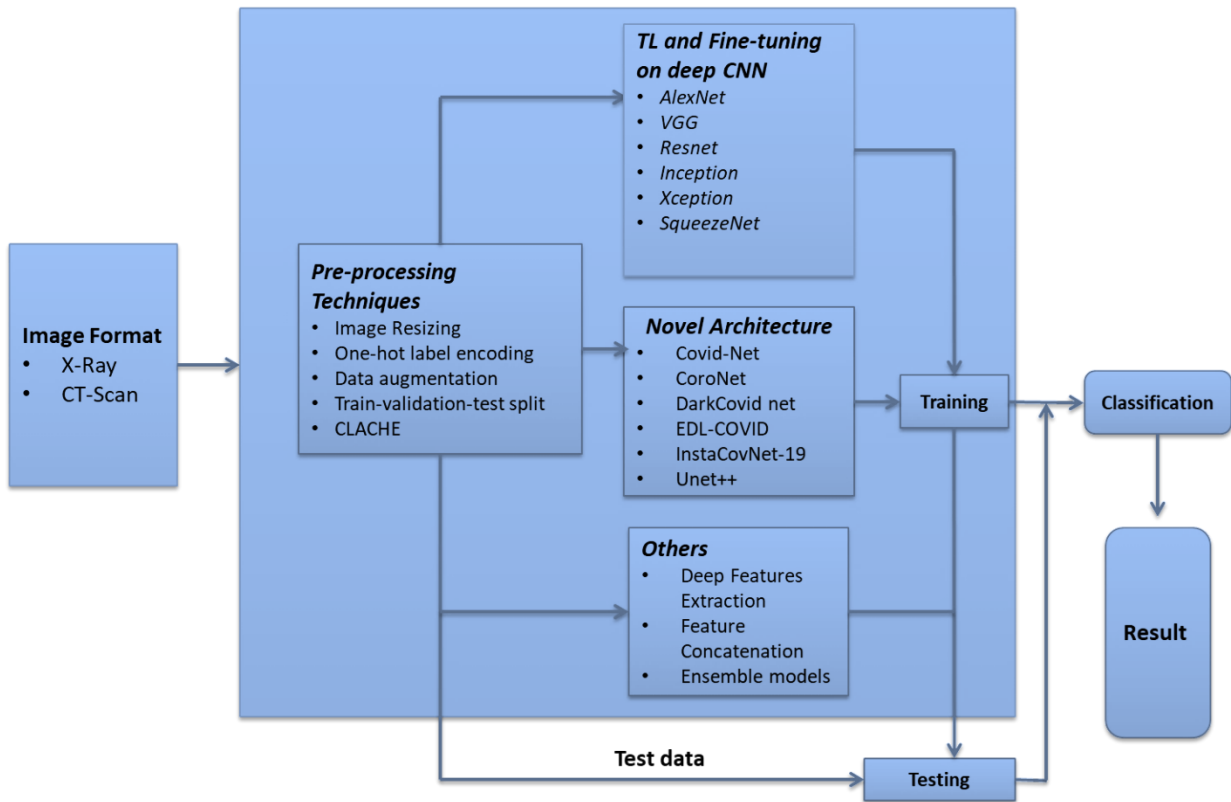 Image Format
• X-Ray
• CT-Scan
Pre-processing
Techniques
• Image Resizing
• One-hot label encoding
• Data augmentation
• Train-validation-test split
• CLACHE
TL and Fine-tuning
on deep CNN
• AlexNet
• VGG
• Resnet
• Inception
• Xception
• SqueezeNet
Novel Architecture
• Covid-Net
• CoroNet
• DarkCovid net
• EDL-COVID
• InstaCovNet-19
• Unet++
Others
• Deep Features
Extraction
• Feature
Concatenation
• Ensemble models
Training
Test data
Testing
Classification
Result